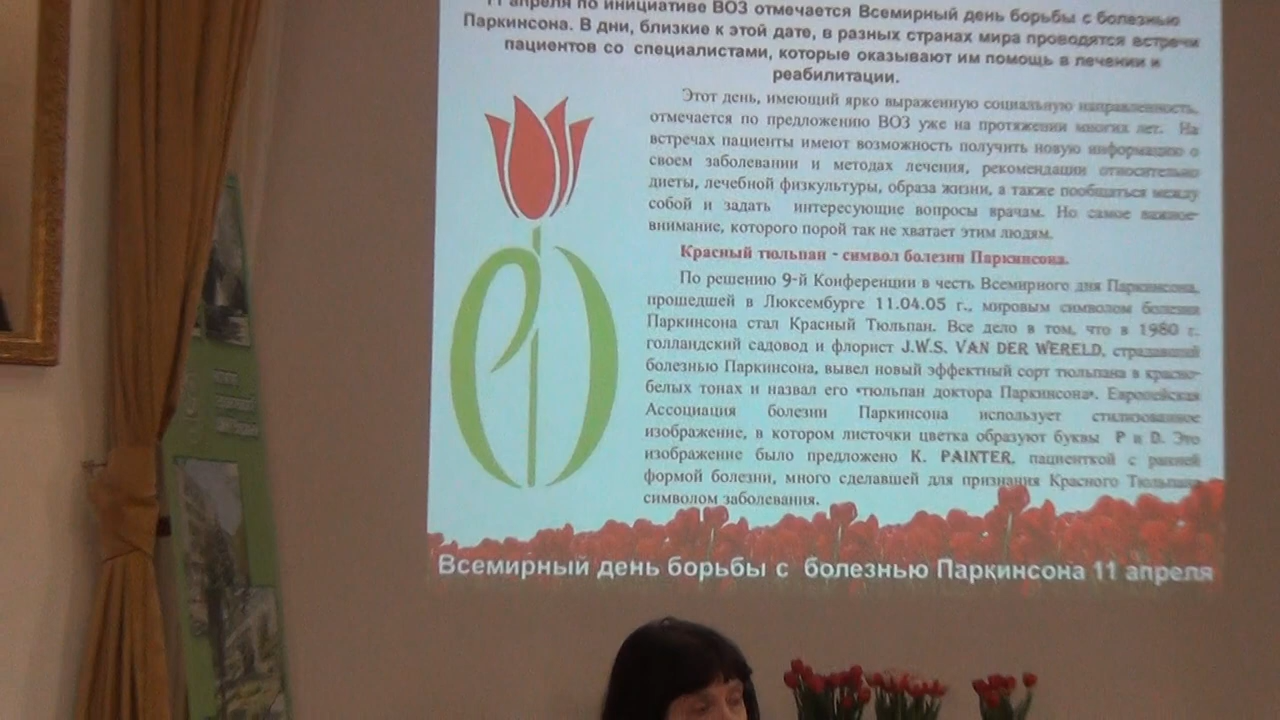 11 апреля по инициативе ВОЗ отмечается Всемирный день борьбы с болезнью
Паркинсона. В дни, близкие к этой дате, в разных странах мира проводятся встречи
пациентов со специалистами, которые оказывают им помощь в лечении и
реабилитации.
Этот день, имеющий ярко выраженную социальную направленность,
отмечается по предложению ВОЗ уже на протяжении многих лет. На
встречах пациенты имеют возможность получить новую информацию о
своем заболевании и методах лечения, рекомендации относительно
диеты, лечебной физкультуры, образа жизни, а также пообщаться между
собой и задать интересующие вопросы врачам. Но самое важное-
внимание, которого порой так не хватает этим людям.
Красный тюльпан - символ болезни Паркинсона.
По решению 9-й Конференции в честь Всемирного дня Паркинсона,
прошедшей в Люксембурге 11.04.05 г., мировым символом болезни
Паркинсона стал Красный Тюльпан. Все дело в том, что в 1980 г.
голландский садовод и флорист J.W.S. VAN DER WERELD, страдавший
болезнью Паркинсона, вывел новый эффектный сорт тюльпана в красно-
белых тонах и назвал его «тюльпан доктора Паркинсона». Европейская
Ассоциация болезни Паркинсона использует стилизованное
изображение, в котором листочки цветка образуют буквы P и D. Это
изображение было предложено K. PAINTER, пациенткой с ранней
формой болезни, много сделавшей для признания Красного Тюльпана
символом заболевания.
Всемирный день борьбы с болезнью Паркинсона 11 апреля